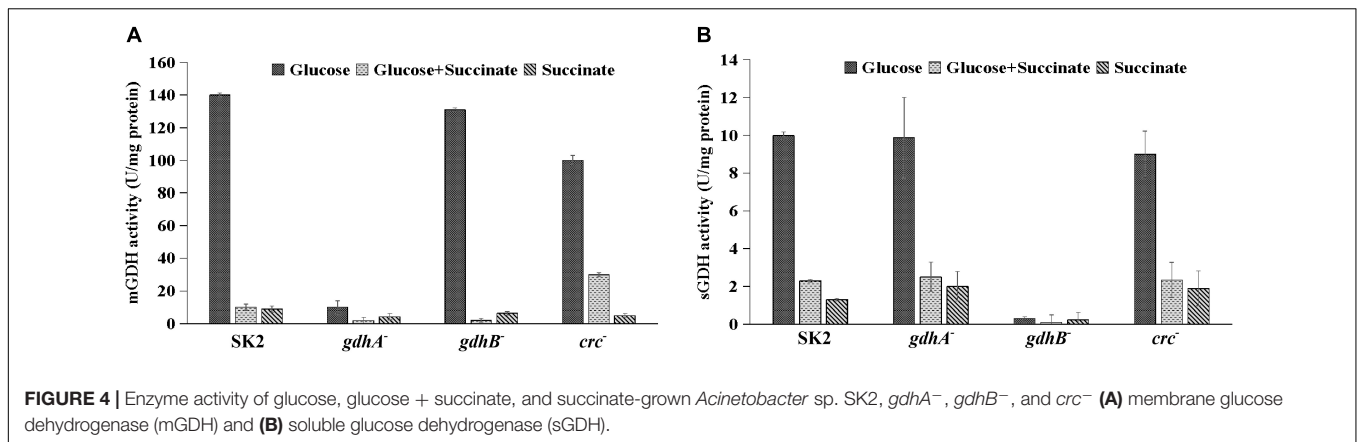 A
B
mGDH activity (U/mg protein)
160
140
120
100
80
60
40
20
0
Glucose Glucose+Succinate Succinate
SK2 gdhA- gdhB- crc-
sGDH activity (U/mg protein)
14
12
10
8
6
4
2
0
Glucose Glucose+Succinate Succinate
SK2 gdhA- gdhB- crc-
FIGURE 4 | Enzyme activity of glucose, glucose + succinate, and succinate-grown Acinetobacter sp. SK2, gdhA−, gdhB−, and crc− (A) membrane glucose
dehydrogenase (mGDH) and (B) soluble glucose dehydrogenase (sGDH).